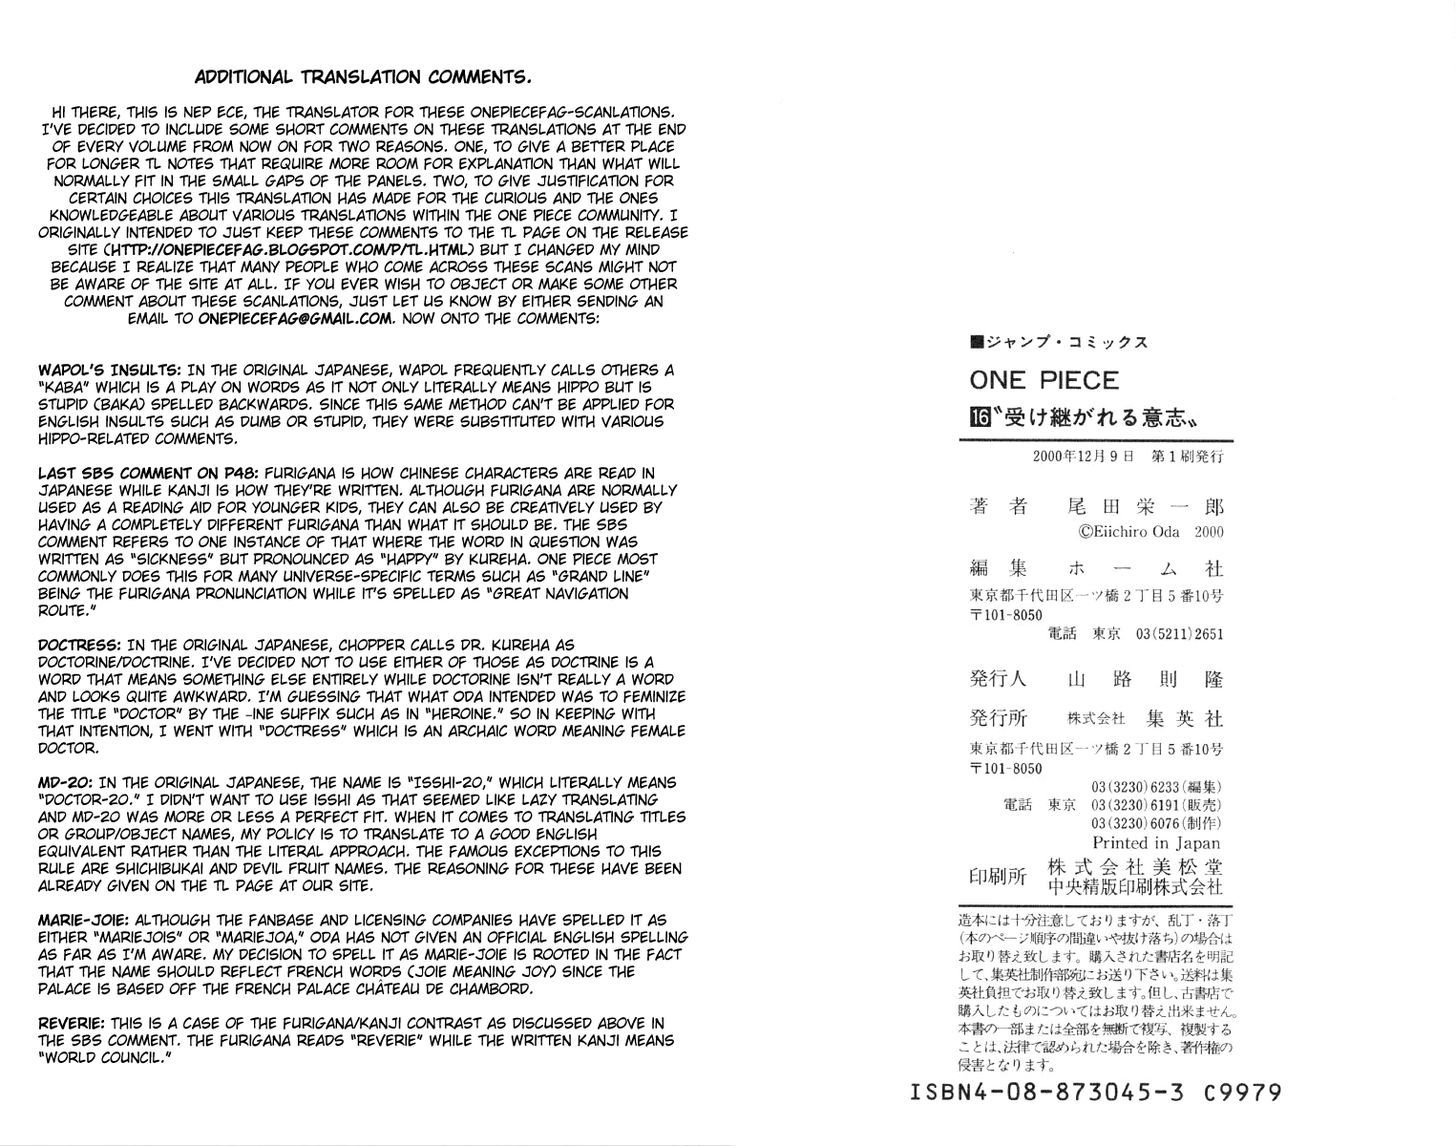 ADDITIONAL TRANSLATION COMMENTS.
HI THERE, THIS IS NEP ECE, THE TRANSLATOR FOR THESE ONEPIECEFAG-SCANLATIONS.
I'VE DECIDED TO INCLUDE SOME SHORT COMMENTS ON THESE TRANSLATIONS AT THE END
OF EVERY VOLUME FROM NOW ON FOR TWO REASONS. ONE, TO GIVE A BETTER PLACE
FOR LONGER TL NOTES THAT REQUIRE MORE ROOM FOR EXPLANATION THAN WHAT WILL
NORMALLY FIT IN THE SMALL GAPS OF THE PANELS. TWO, TO GIVE JUSTIFICATION FOR
CERTAIN CHOICES THIS TRANSLATION HAS MADE FOR THE CURIOUS AND THE ONES
KNOWLEDGEABLE ABOUT VARIOUS TRANSLATIONS WITHIN THE ONE PIECE COMMUNITY. I
ORIGINALLY INTENDED TO JUST KEEP THESE COMMENTS TO THE TL PAGE ON THE RELEASE
SITE (HTTP://ONEPIECEFAG.BLOGSPOT.COM/P/TL.HTML) BUT I CHANGED MY MIND
BECAUSE I REALIZE THAT MANY PEOPLE WHO COME ACROSS THESE SCANS MIGHT NOT
BE AWARE OF THE SITE AT ALL. IF YOU EVER WISH TO OBJECT OR MAKE SOME OTHER
COMMENT ABOUT THESE SCANLATIONS, JUST LET US KNOW BY EITHER SENDING AN
EMAIL TO ONEPIECEFAG@GMAIL.COM. NOW ONTO THE COMMENTS:
WAPOL'S INSULTS: IN THE ORIGINAL JAPANESE, WAPOL FREQUENTLY CALLS OTHERS A
"KABA" WHICH IS A PLAY ON WORDS AS IT NOT ONLY LITERALLY MEANS HIPPO BUT IS
STUPID (BAKA) SPELLED BACKWARDS. SINCE THIS SAME METHOD CAN'T BE APPLIED FOR
ENGLISH INSULTS SUCH AS DUMB OR STUPID, THEY WERE SUBSTITUTED WITH VARIOUS
HIPPO-RELATED COMMENTS.
LAST SBS COMMENT ON P48: FURIGANA IS HOW CHINESE CHARACTERS ARE READ IN
JAPANESE WHILE KANJI IS HOW THEY'RE WRITTEN. ALTHOUGH FURIGANA ARE NORMALLY
USED AS A READING AID FOR YOUNGER KIDS, THEY CAN ALSO BE CREATIVELY USED BY
HAVING A COMPLETELY DIFFERENT FURIGANA THAN WHAT IT SHOULD BE. THE SBS
COMMENT REFERS TO ONE INSTANCE OF THAT WHERE THE WORD IN QUESTION WAS
WRITTEN AS "SICKNESS" BUT PRONOUNCED AS "HAPPY" BY KUREHA. ONE PIECE MOST
COMMONLY DOES THIS FOR MANY UNIVERSE-SPECIFIC TERMS SUCH AS "GRAND LINE"
BEING THE FURIGANA PRONUNCIATION WHILE IT'S SPELLED AS "GREAT NAVIGATION
ROUTE."
DOCTRESS: IN THE ORIGINAL JAPANESE, CHOPPER CALLS DR. KUREHA AS
DOCTORINE/DOCTRINE. I'VE DECIDED NOT TO USE EITHER OF THOSE AS DOCTRINE IS A
WORD THAT MEANS SOMETHING ELSE ENTIRELY WHILE DOCTORINE ISN'T REALLY A WORD
AND LOOKS QUITE AWKWARD. I'M GUESSING THAT WHAT ODA INTENDED WAS TO FEMINIZE
THE TITLE "DOCTOR" BY THE -INE SUFFIX SUCH AS IN "HEROINE." SO IN KEEPING WITH
THAT INTENTION, I WENT WITH "DOCTRESS" WHICH IS AN ARCHAIC WORD MEANING FEMALE
DOCTOR.
MD-20: IN THE ORIGINAL JAPANESE, THE NAME IS "ISSHI-20," WHICH LITERALLY MEANS
"DOCTOR-20." I DIDN'T WANT TO USE ISSHI AS THAT SEEMED LIKE LAZY TRANSLATING
AND MD-20 WAS MORE OR LESS A PERFECT FIT. WHEN IT COMES TO TRANSLATING TITLES
OR GROUP/OBJECT NAMES, MY POLICY IS TO TRANSLATE TO A GOOD ENGLISH
EQUIVALENT RATHER THAN THE LITERAL APPROACH. THE FAMOUS EXCEPTIONS TO THIS
RULE ARE SHICHIBUKAI AND DEVIL FRUIT NAMES. THE REASONING FOR THESE HAVE BEEN
ALREADY GIVEN ON THE TL PAGE AT OUR SITE.
MARIE-JOIE: ALTHOUGH THE FANBASE AND LICENSING COMPANIES HAVE SPELLED IT AS
EITHER "MARIEJOIS" OR "MARIEJOA," ODA HAS NOT GIVEN AN OFFICIAL ENGLISH SPELLING
AS FAR AS I'M AWARE. MY DECISION TO SPELL IT AS MARIE-JOIE IS ROOTED IN THE FACT
THAT THE NAME SHOULD REFLECT FRENCH WORDS (JOIE MEANING JOY) SINCE THE
PALACE IS BASED OFF THE FRENCH PALACE CHÂTEAU DE CHAMBORD.
REVERIE: THIS IS A CASE OF THE FURIGANA/KANJI CONTRAST AS DISCUSSED ABOVE IN
THE SBS COMMENT. THE FURIGANA READS "REVERIE" WHILE THE WRITTEN KANJI MEANS
"WORLD COUNCIL."
■ジャンプ・コミックス
ONE PIECE
16〝受け継がれる意志〟
2000年12月9日 第1刷発行
著者 尾田栄一郎
©Eiichiro Oda 2000
編集 ホーム社
東京都千代田区一ツ橋2丁目5番10号
〒101-8050
電話 東京 03(5211)2651
発行人 山路則隆
発行所 株式会社 集英社
東京都千代田区一ツ橋2丁目5番10号
〒101-8050
03(3230)6233(編集)
電話 東京 03(3230)6191(販売)
03(3230)6076(制作)
Printed in Japan
印刷所 株式会社美松堂
中央精版印刷株式会社
造本には十分注意しておりますが、乱丁・落丁
(本のページ順序の間違いや抜け落ち)の場合は
お取り替え致します。購入された書店名を明記
して、集英社制作部宛にお送り下さい。送料は集
英社負担でお取り替え致します。但し、古書店で
購入したものについてはお取り替え出来ません。
本書の一部または全部を無断で複写、複製する
ことは、法律で認められた場合を除き、著作権の
侵害となります。
ISBN4-08-873045-3 C9979